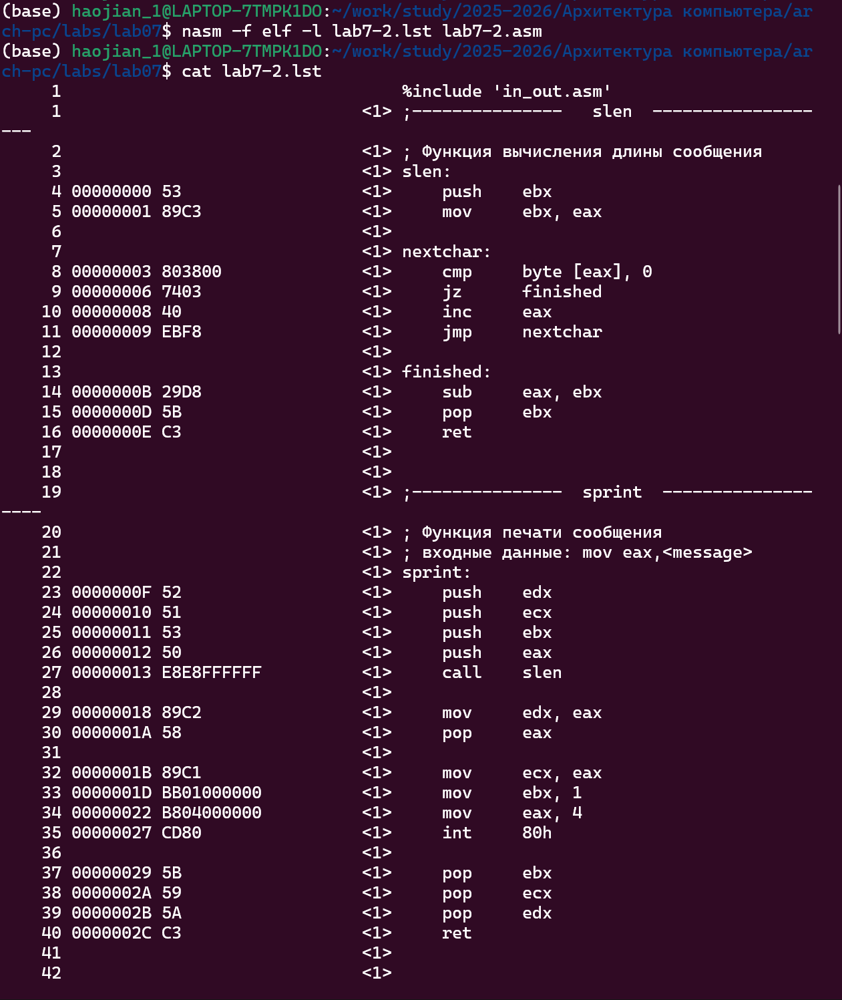 (base) haojian_1@LAPTOP-7TMPK1DO:~/work/study/2025-2026/Архитектура компьютера/ar
ch-pc/labs/lab07$ nasm -f elf -l lab7-2.lst lab7-2.asm
(base) haojian_1@LAPTOP-7TMPK1DO:~/work/study/2025-2026/Архитектура компьютера/ar
ch-pc/labs/lab07$ cat lab7-2.lst
     1                                  %include 'in_out.asm'
     1                              <1> ;---------------   slen  ----------------
---
     2                              <1> ; Функция вычисления длины сообщения
     3                              <1> slen:
     4 00000000 53                  <1>     push    ebx
     5 00000001 89C3                <1>     mov     ebx, eax
     6                              <1>
     7                              <1> nextchar:
     8 00000003 803800              <1>     cmp     byte [eax], 0
     9 00000006 7403                <1>     jz      finished
    10 00000008 40                  <1>     inc     eax
    11 00000009 EBF8                <1>     jmp     nextchar
    12                              <1>
    13                              <1> finished:
    14 0000000B 29D8                <1>     sub     eax, ebx
    15 0000000D 5B                  <1>     pop     ebx
    16 0000000E C3                  <1>     ret
    17                              <1>
    18                              <1>
    19                              <1> ;---------------  sprint  ---------------
----
    20                              <1> ; Функция печати сообщения
    21                              <1> ; входные данные: mov eax,<message>
    22                              <1> sprint:
    23 0000000F 52                  <1>     push    edx
    24 00000010 51                  <1>     push    ecx
    25 00000011 53                  <1>     push    ebx
    26 00000012 50                  <1>     push    eax
    27 00000013 E8E8FFFFFF          <1>     call    slen
    28                              <1>
    29 00000018 89C2                <1>     mov     edx, eax
    30 0000001A 58                  <1>     pop     eax
    31                              <1>
    32 0000001B 89C1                <1>     mov     ecx, eax
    33 0000001D BB01000000          <1>     mov     ebx, 1
    34 00000022 B804000000          <1>     mov     eax, 4
    35 00000027 CD80                <1>     int     80h
    36                              <1>
    37 00000029 5B                  <1>     pop     ebx
    38 0000002A 59                  <1>     pop     ecx
    39 0000002B 5A                  <1>     pop     edx
    40 0000002C C3                  <1>     ret
    41                              <1>
    42                              <1>